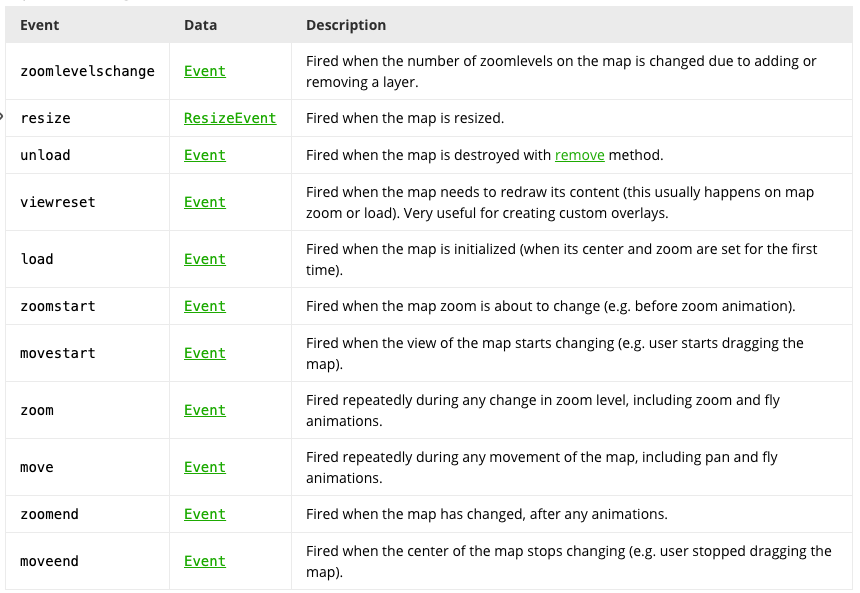 Event Data Description
zoomlevelschange Event Fired when the number of zoomlevels on the map is changed due to adding or
removing a layer.
resize ResizeEvent Fired when the map is resized.
unload Event Fired when the map is destroyed with remove method.
viewreset Event Fired when the map needs to redraw its content (this usually happens on map
zoom or load). Very useful for creating custom overlays.
load Event Fired when the map is initialized (when its center and zoom are set for the first
time).
zoomstart Event Fired when the map zoom is about to change (e.g. before zoom animation).
movestart Event Fired when the view of the map starts changing (e.g. user starts dragging the
map).
zoom Event Fired repeatedly during any change in zoom level, including zoom and fly
animations.
move Event Fired repeatedly during any movement of the map, including pan and fly
animations.
zoomend Event Fired when the map has changed, after any animations.
moveend Event Fired when the center of the map stops changing (e.g. user stopped dragging the
map).